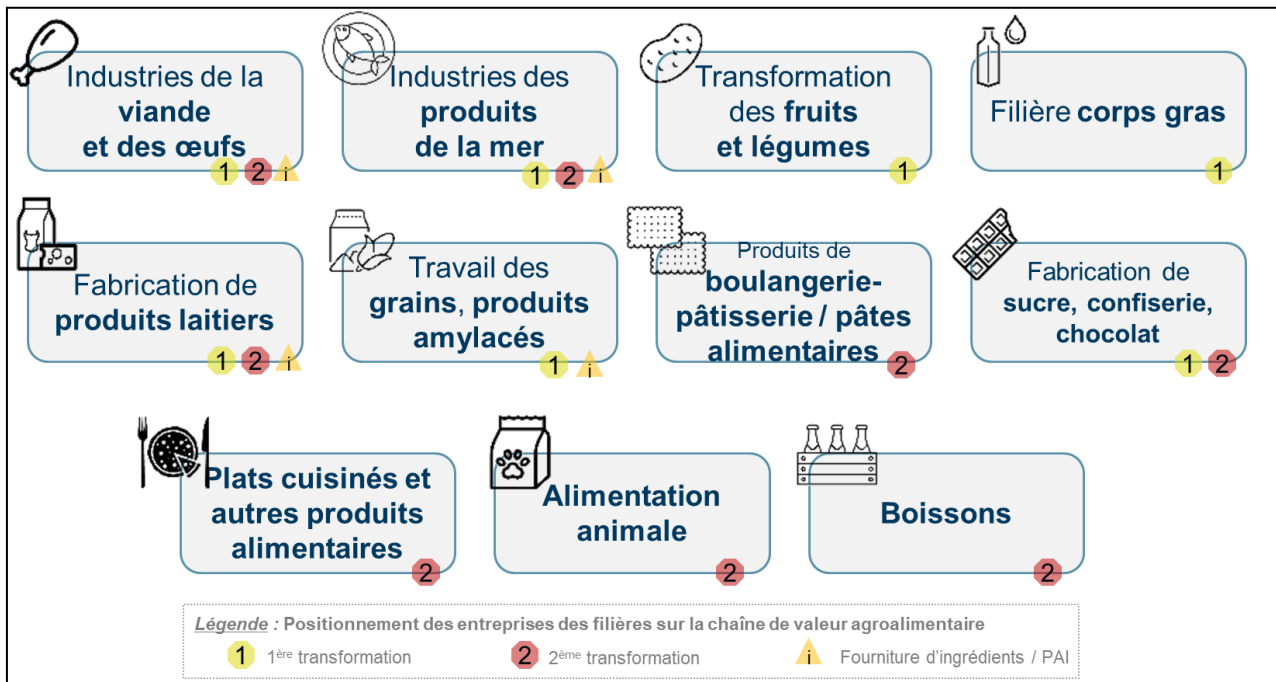 Industries de la
viande
et des œufs
1 2 i
Industries des
produits
de la mer
1 2 i
Transformation
des fruits
et légumes
1
Filière corps gras
1
Fabrication de
produits laitiers
1 2 i
Travail des
grains, produits
amylacés
1 i
Produits de
boulangerie-
pâtisserie / pâtes
alimentaires
2
Fabrication de
sucre, confiserie,
chocolat
1 2
Plats cuisinés et
autres produits
alimentaires
2
Alimentation
animale
2
Boissons
2
Légende : Positionnement des entreprises des filières sur la chaîne de valeur agroalimentaire
1 1ère transformation 2 2ème transformation i Fourniture d’ingrédients / PAI